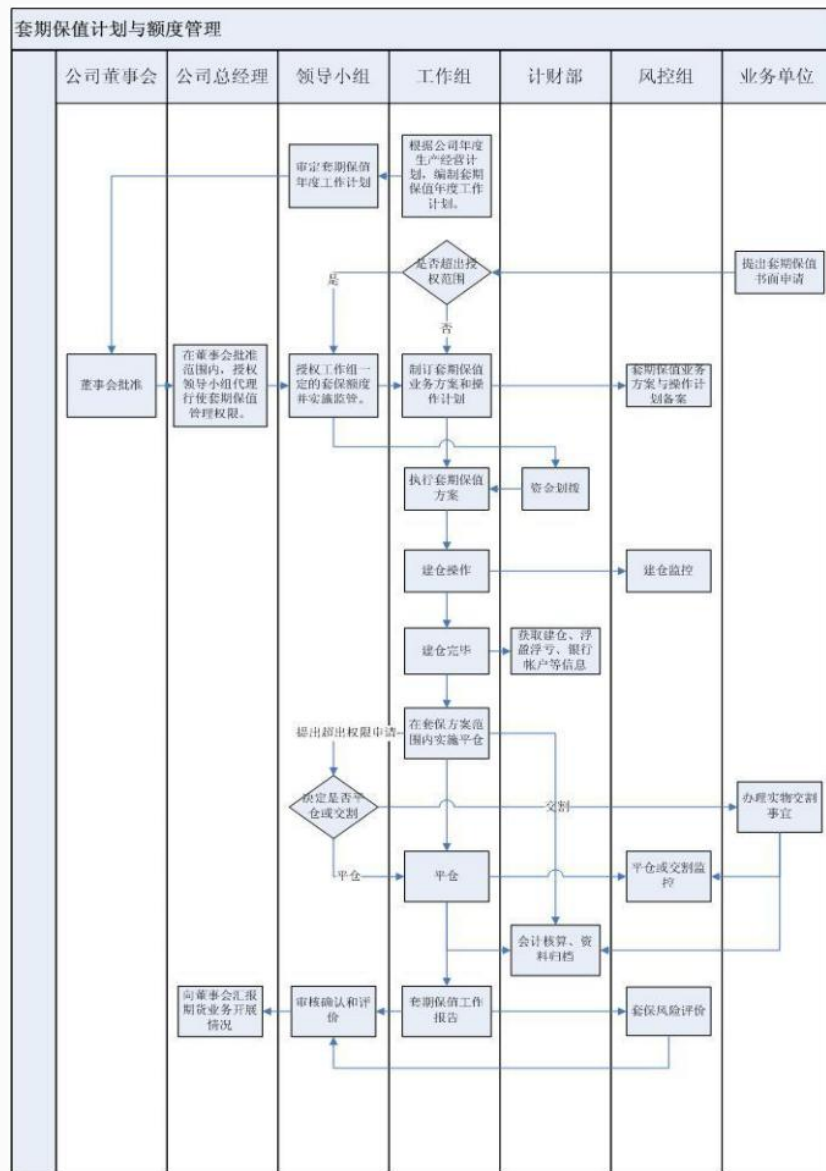 套期保值计划与额度管理
公司董事会
公司总经理
领导小组
工作组
计财部
风控组
业务单位
审定套期保值
年度工作计划
根据公司年度
生产经营计
划，编制套期
保值年度工作
计划。
是否超出授
权范围
提出套期保值
书面申请
是
否
董事会批准
在董事会批准
范围内，授权
领导小组代理
行使套期保值
管理权限。
授权工作组一
定的套保额度
并实施监管。
制订套期保值
业务方案和操
作计划
套期保值业务
方案与操作计
划备案
执行套期保值
方案
资金划拨
建仓操作
建仓监控
建仓完毕
获取建仓、浮
盈浮亏、银行
帐户等信息
提出超出权限申请
在套保方案范
围内实施平仓
决定是否平
仓或交割
交割
办理实物交割
事宜
平仓
平仓
平仓或交割监
控
会计核算、资
料归档
向董事会汇报
期货业务开展
情况
审核确认和评
价
套期保值工作
报告
套保风险评价